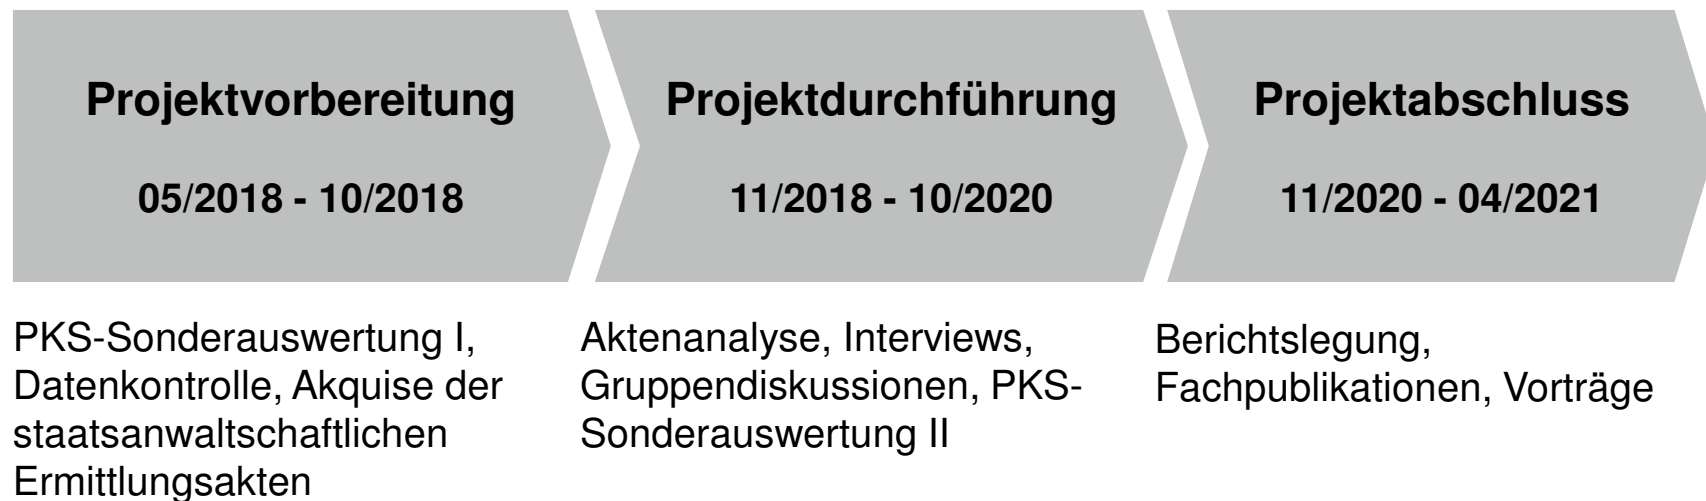 Projektvorbereitung
05/2018 - 10/2018
PKS-Sonderauswertung I,
Datenkontrolle, Akquise der
staatsanwaltschaftlichen
Ermittlungsakten
Projektdurchführung
11/2018 - 10/2020
Aktenanalyse, Interviews,
Gruppendiskussionen, PKS-
Sonderauswertung II
Projektabschluss
11/2020 - 04/2021
Berichtslegung,
Fachpublikationen, Vorträge